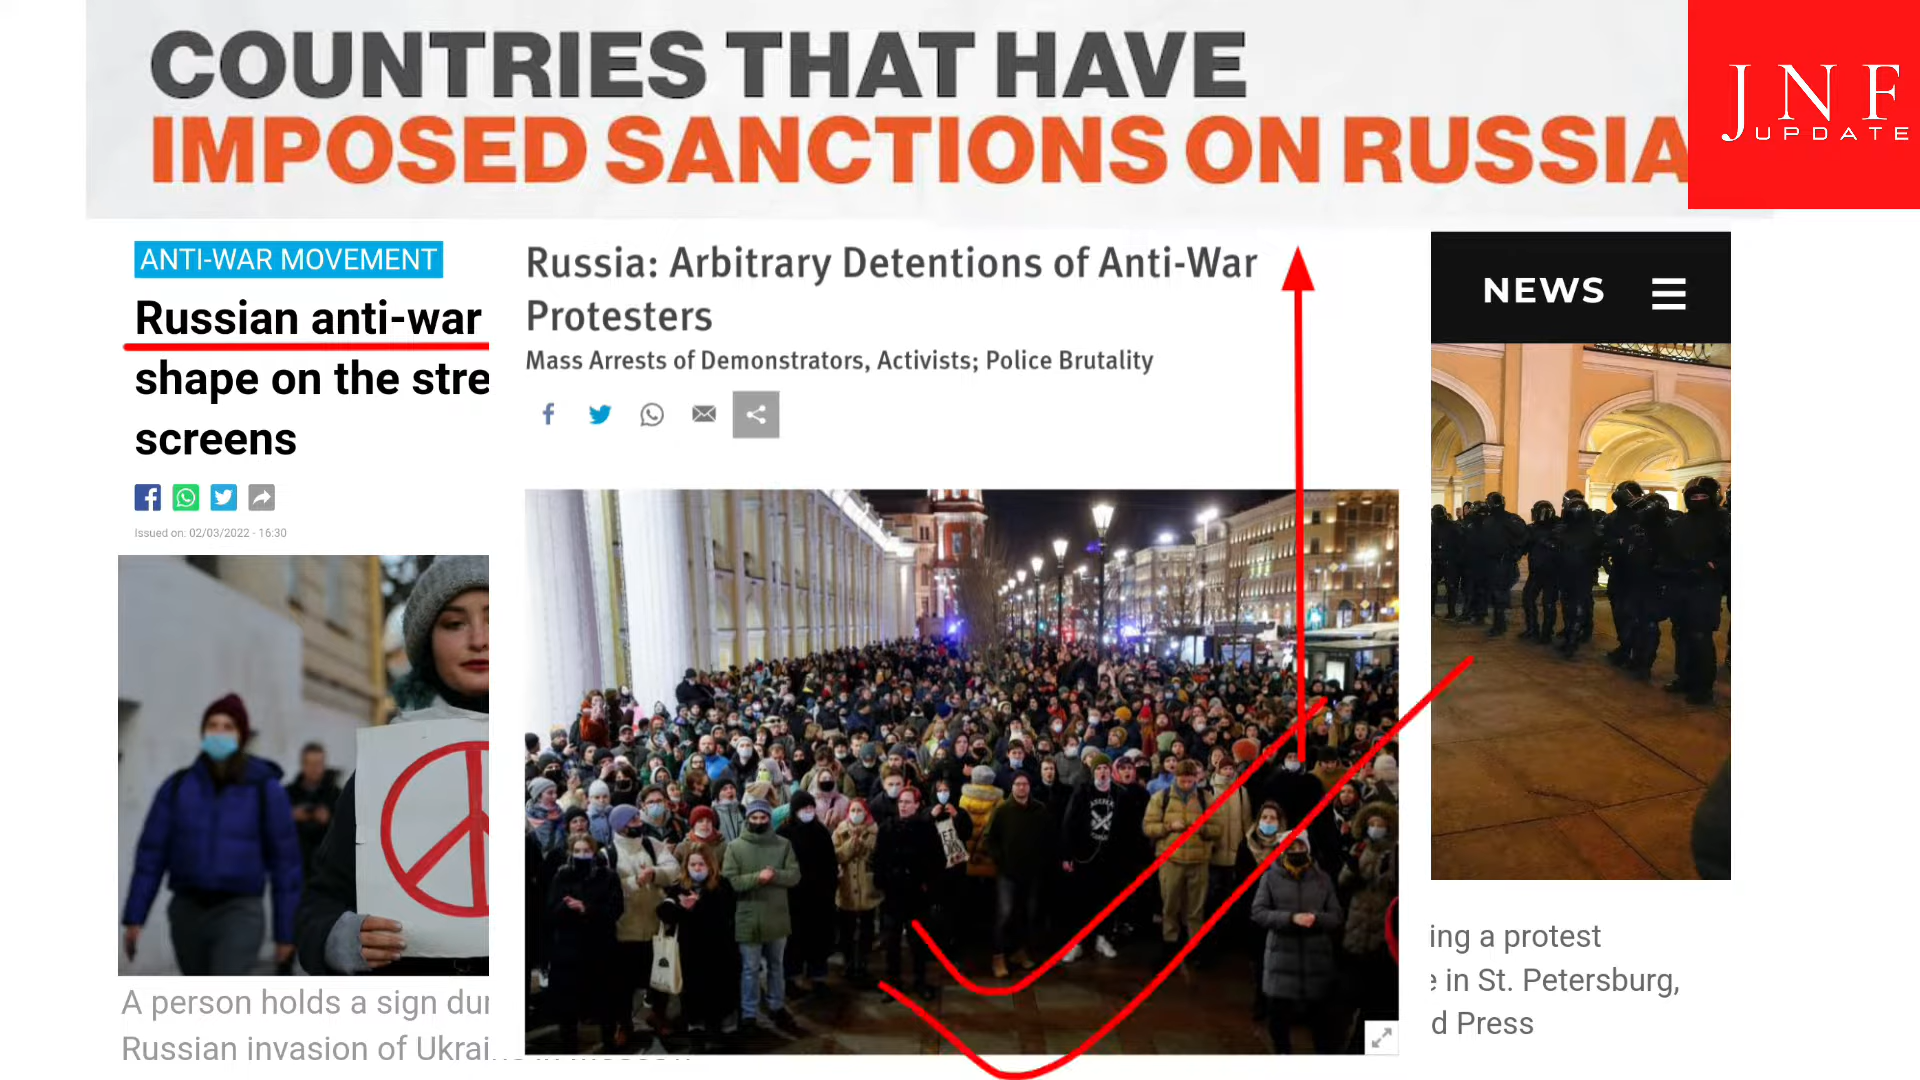 COUNTRIES THAT HAVE
IMPOSED SANCTIONS ON RUSSIA
JNF
UPDATE
ANTI-WAR MOVEMENT
Russian anti-war
shape on the stre
screens
Issued on: 02/03/2022 - 16:30
A person holds a sign dur
Russian invasion of Ukrai
Russia: Arbitrary Detentions of Anti-War
Protesters
Mass Arrests of Demonstrators, Activists; Police Brutality
NEWS
ing a protest
e in St. Petersburg,
d Press